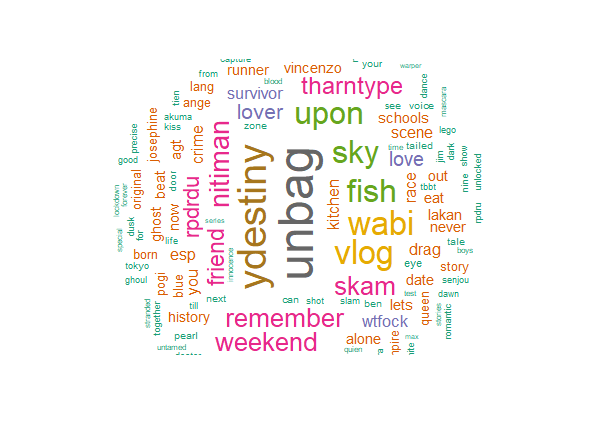 capture
your
warper
from
runner
vincenzo
dance
lang
blood
tharntype
mascara
tien
ange
survivor
see
voice
akuma
lover
upon
schools
kiss
zone
scene
lego
precise
josephine
agt
crime
nitiman
ydestiny
unbag
sky
time
tailed
jim
dark
show
good
love
nine
unlocked
lockdown
forever
original
beat
door
rpdrdu
fish
kitchen
race
out
tbbt
eat
rpdru
special
dusk
for
ghost
now
friend
series
wabi
lakan
never
life
innocence
vlog
drag
tale
boys
born
esp
tokyo
eye
story
ghoul
pogi
blue
you
skam
date
senjou
next
can
shot
slam
ben
lets
test
queen
dawn
stories
romantic
stranded
together
till
history
remember
wtfock
pearl
weekend
alone
max
untamed
quien